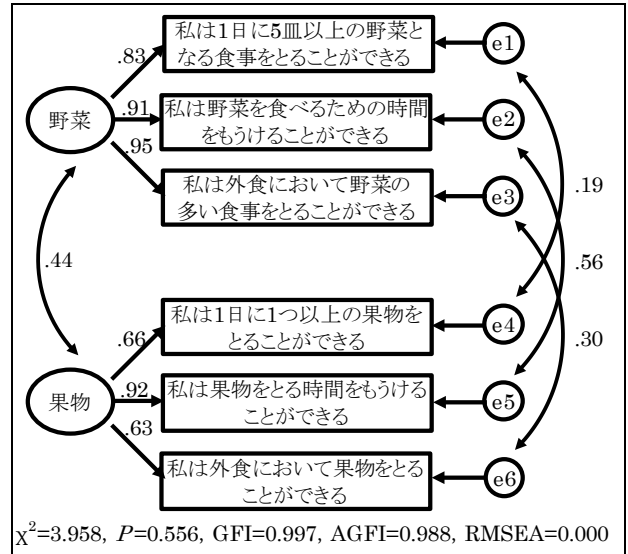 私は1日に5皿以上の野菜と
なる食事をとることができる
e1
.83
野菜
.91
私は野菜を食べるための時間
をもうけることができる
e2
.95
私は外食において野菜の
多い食事をとることができる
e3
.19
.44
.56
.30
私は1日に1つ以上の果物を
とることができる
e4
.66
果物
.92
私は果物をとる時間をもうける
ことができる
e5
.63
私は外食において果物をとる
ことができる
e6
χ²=3.958, P=0.556, GFI=0.997, AGFI=0.988, RMSEA=0.000